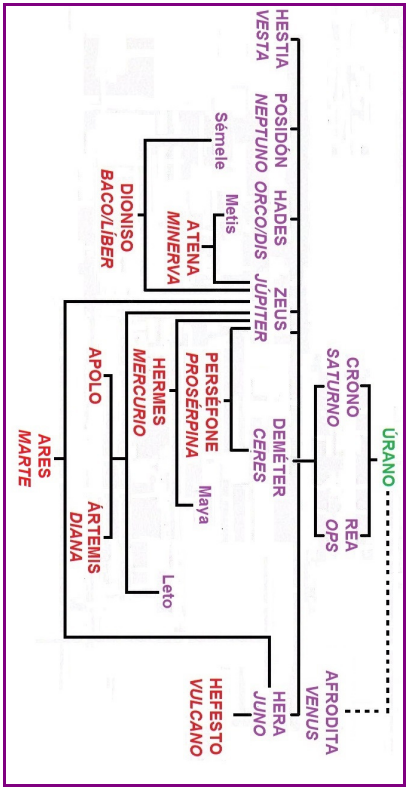 ÚRANO
CRONO
SATURNO
REA
OPS
AFRODITA
VENUS
HESTIA
VESTA
POSIDÓN
NEPTUNO
HADES
ORCO/DIS
ZEUS
JÚPITER
DEMÉTER
CERES
HERA
JUNO
Sémele
Metis
ATENA
MINERVA
PERSÉFONE
PROSÉRPINA
Maya
Leto
HEFESTO
VULCANO
DIONISO
BACO/LÍBER
HERMES
MERCURIO
APOLO
ÁRTEMIS
DIANA
ARES
MARTE